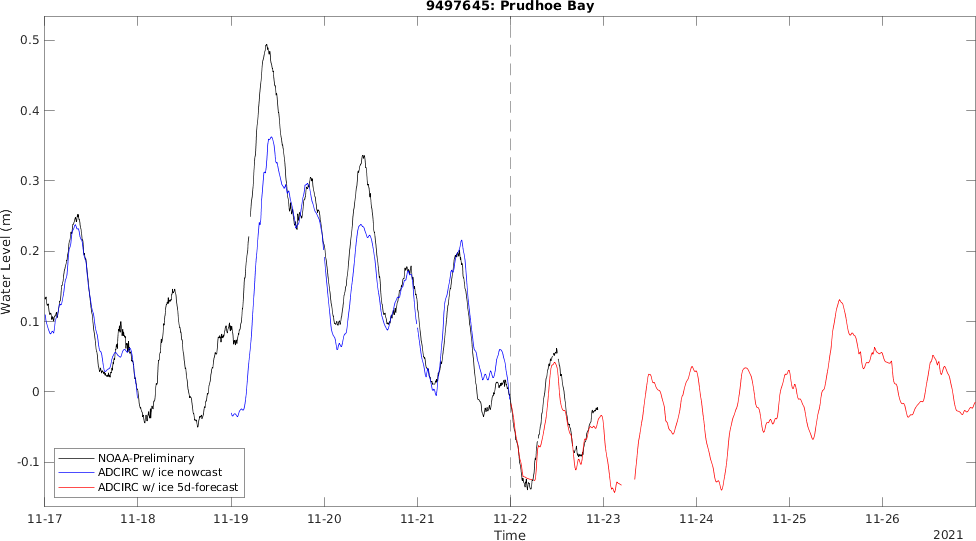 9497645: Prudhoe Bay
Water Level (m)
0.5
0.4
0.3
0.2
0.1
0
-0.1
NOAA-Preliminary
ADCIRC w/ ice nowcast
ADCIRC w/ ice 5d-forecast
11-17 11-18 11-19 11-20 11-21 11-22 11-23 11-24 11-25 11-26
Time
2021